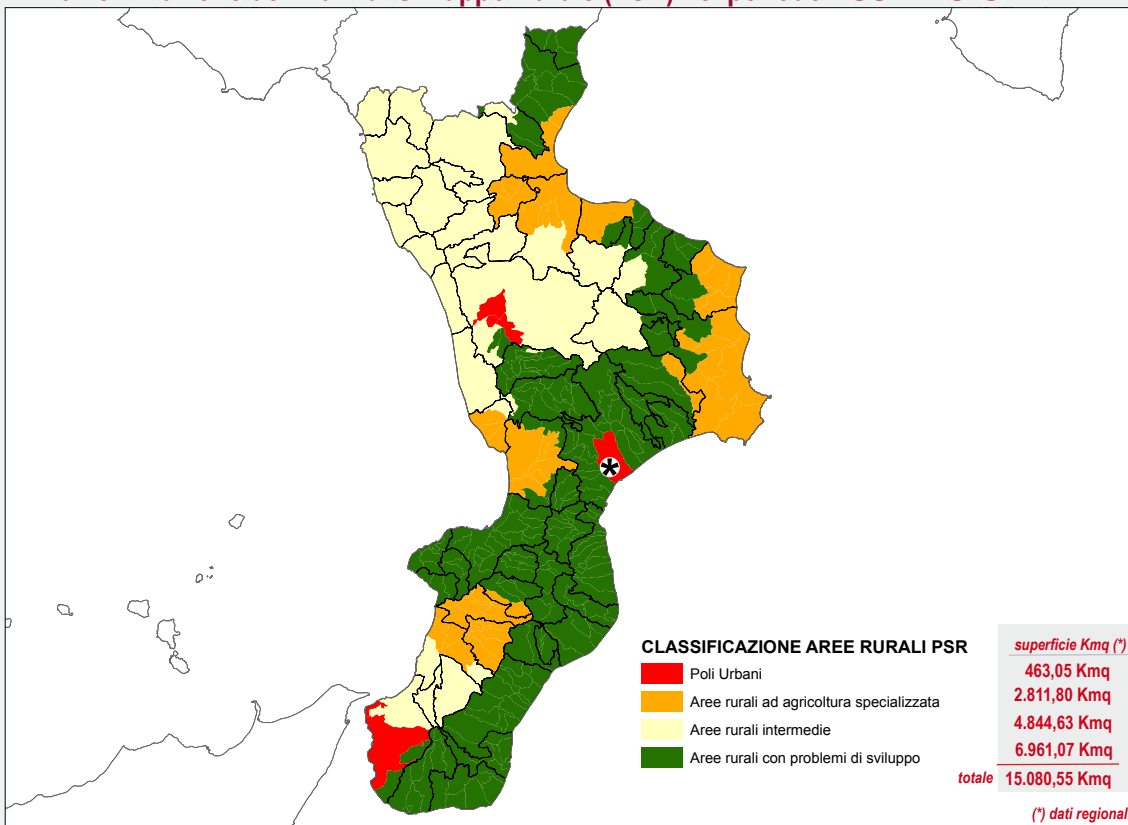 CLASSIFICAZIONE AREE RURALI PSR
superficie Kmq (*)
Poli Urbani
463,05 Kmq
Aree rurali ad agricoltura specializzata
2.811,80 Kmq
Aree rurali intermedie
4.844,63 Kmq
Aree rurali con problemi di sviluppo
6.961,07 Kmq
totale 15.080,55 Kmq
(*) dati regional